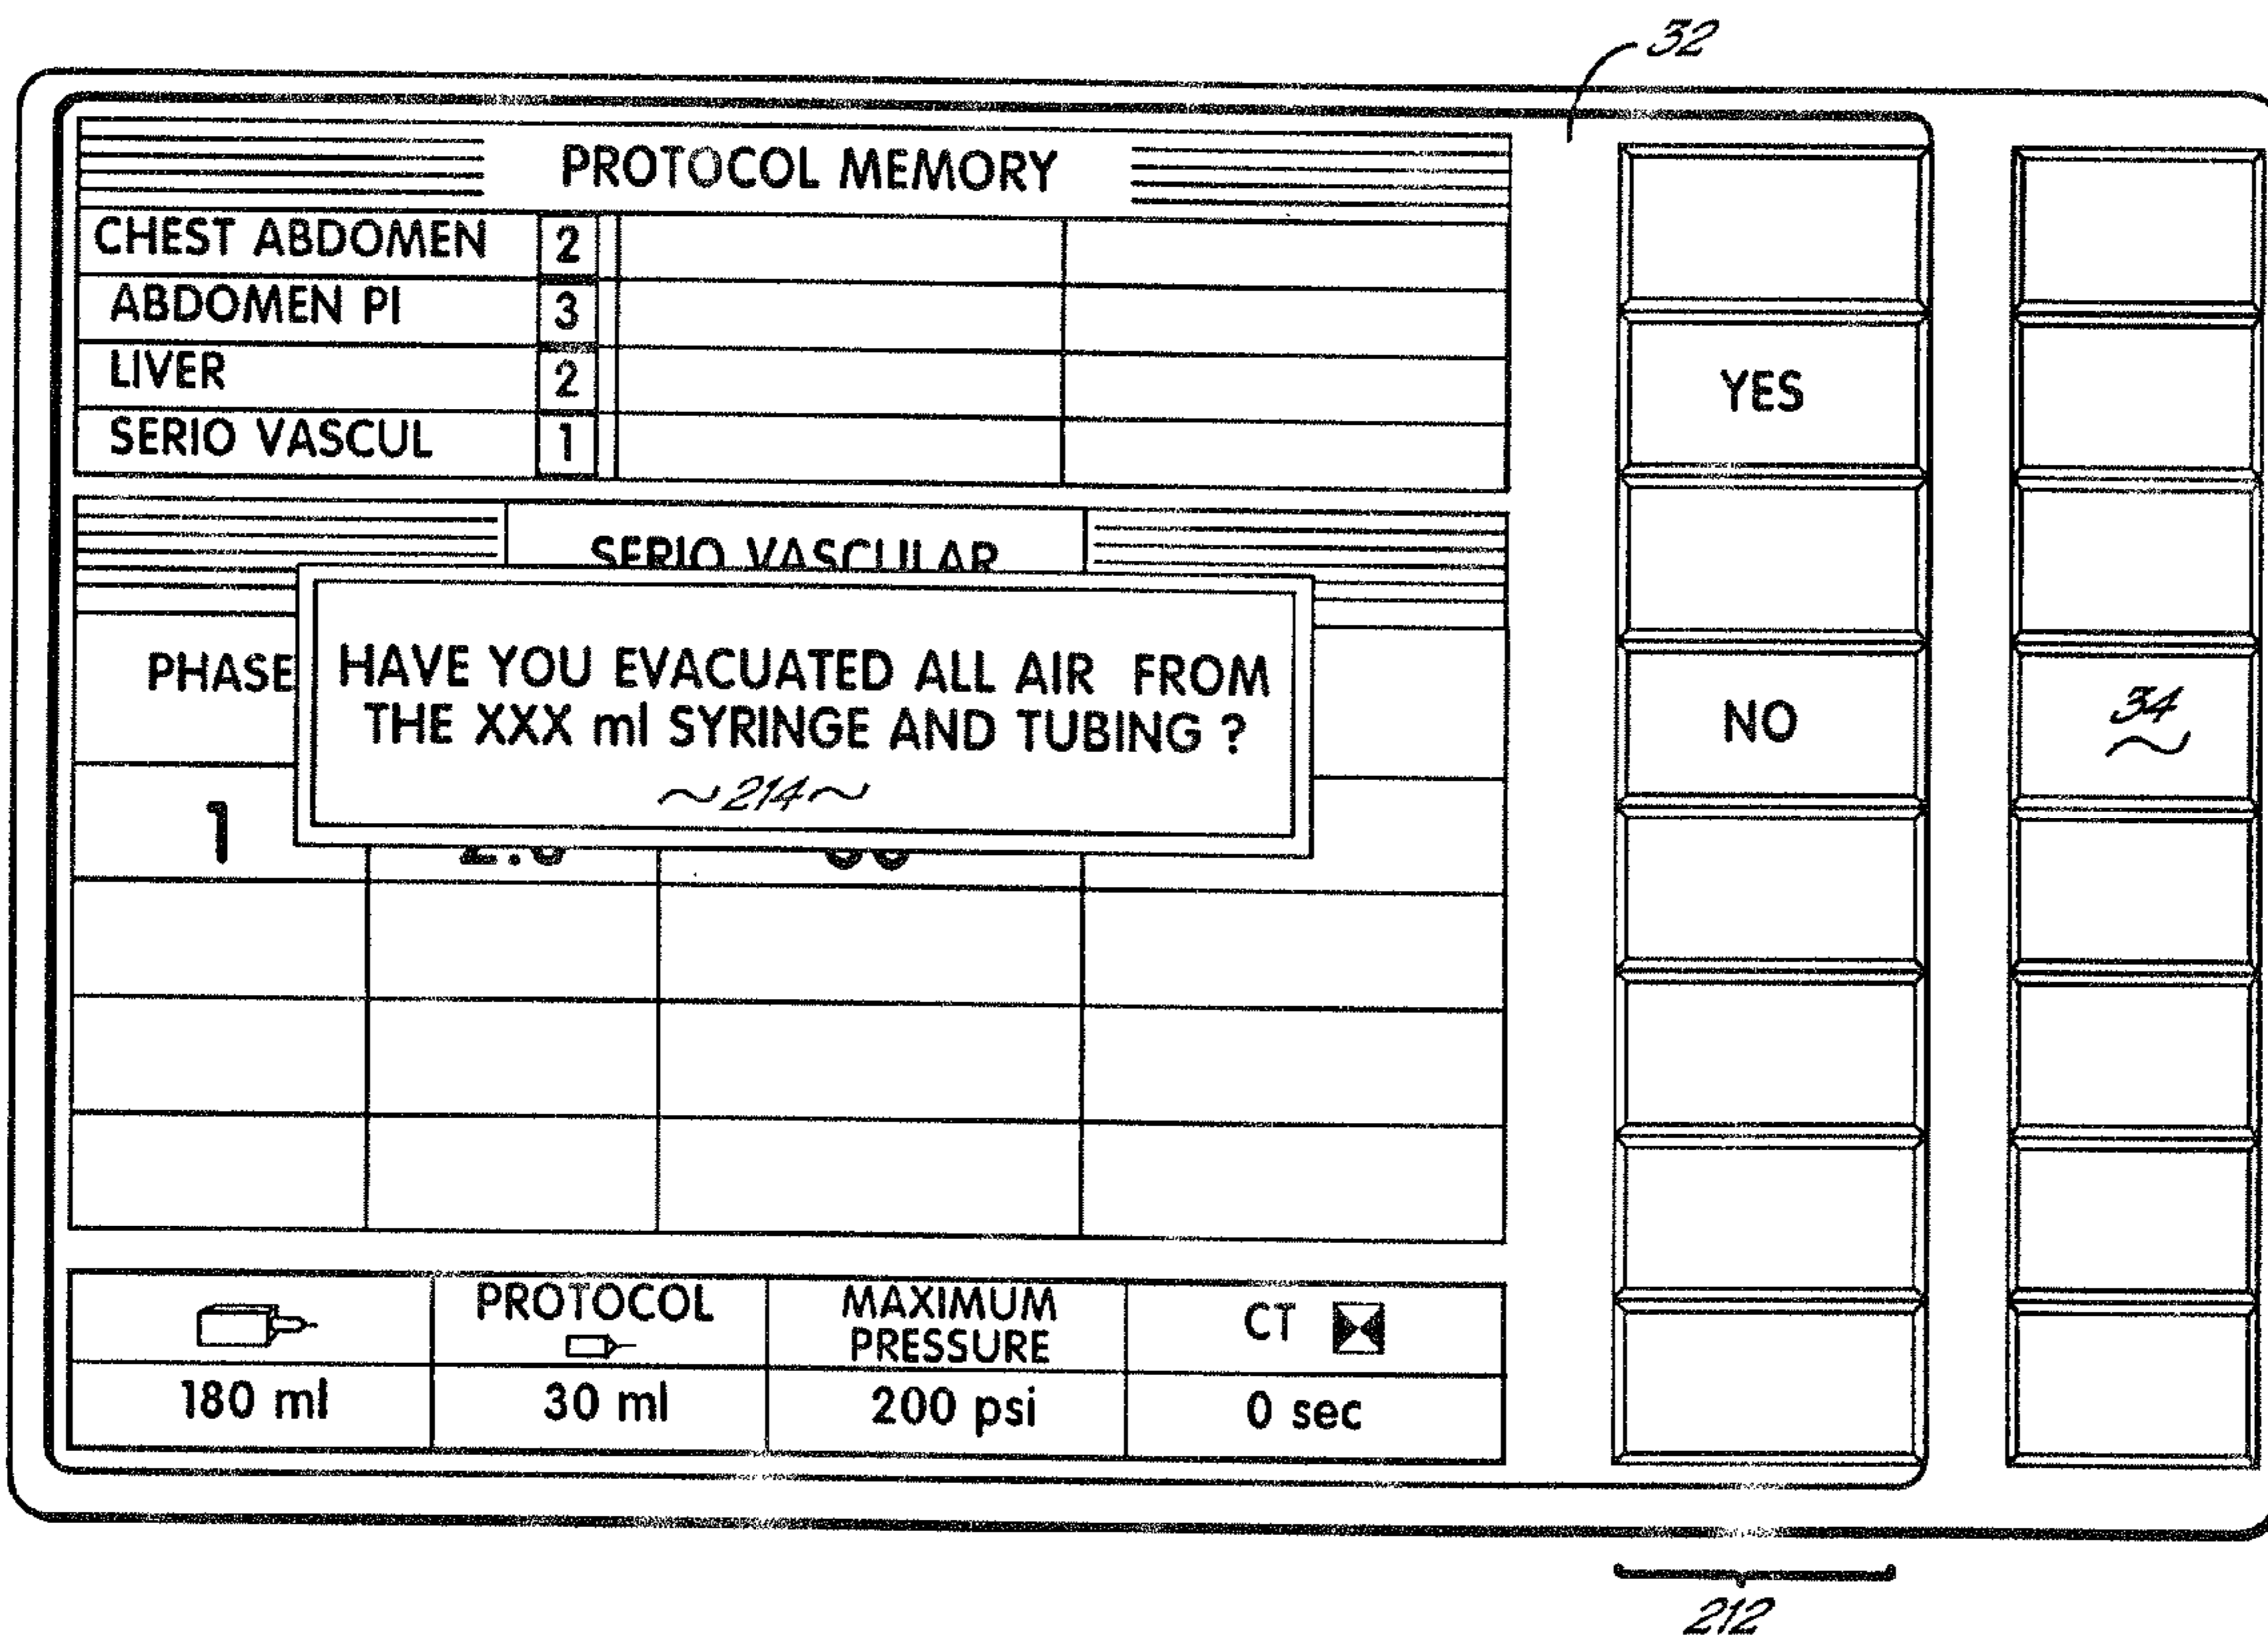 32
PROTOCOL MEMORY
CHEST ABDOMEN 2
ABDOMEN PI 3
LIVER 2
SERIO VASCUL 1
YES
SERIO VASCULAR
PHASE
HAVE YOU EVACUATED ALL AIR FROM
THE XXX ml SYRINGE AND TUBING ?
~214~
NO
34
1
PROTOCOL
MAXIMUM
PRESSURE
CT
180 ml
30 ml
200 psi
0 sec
212